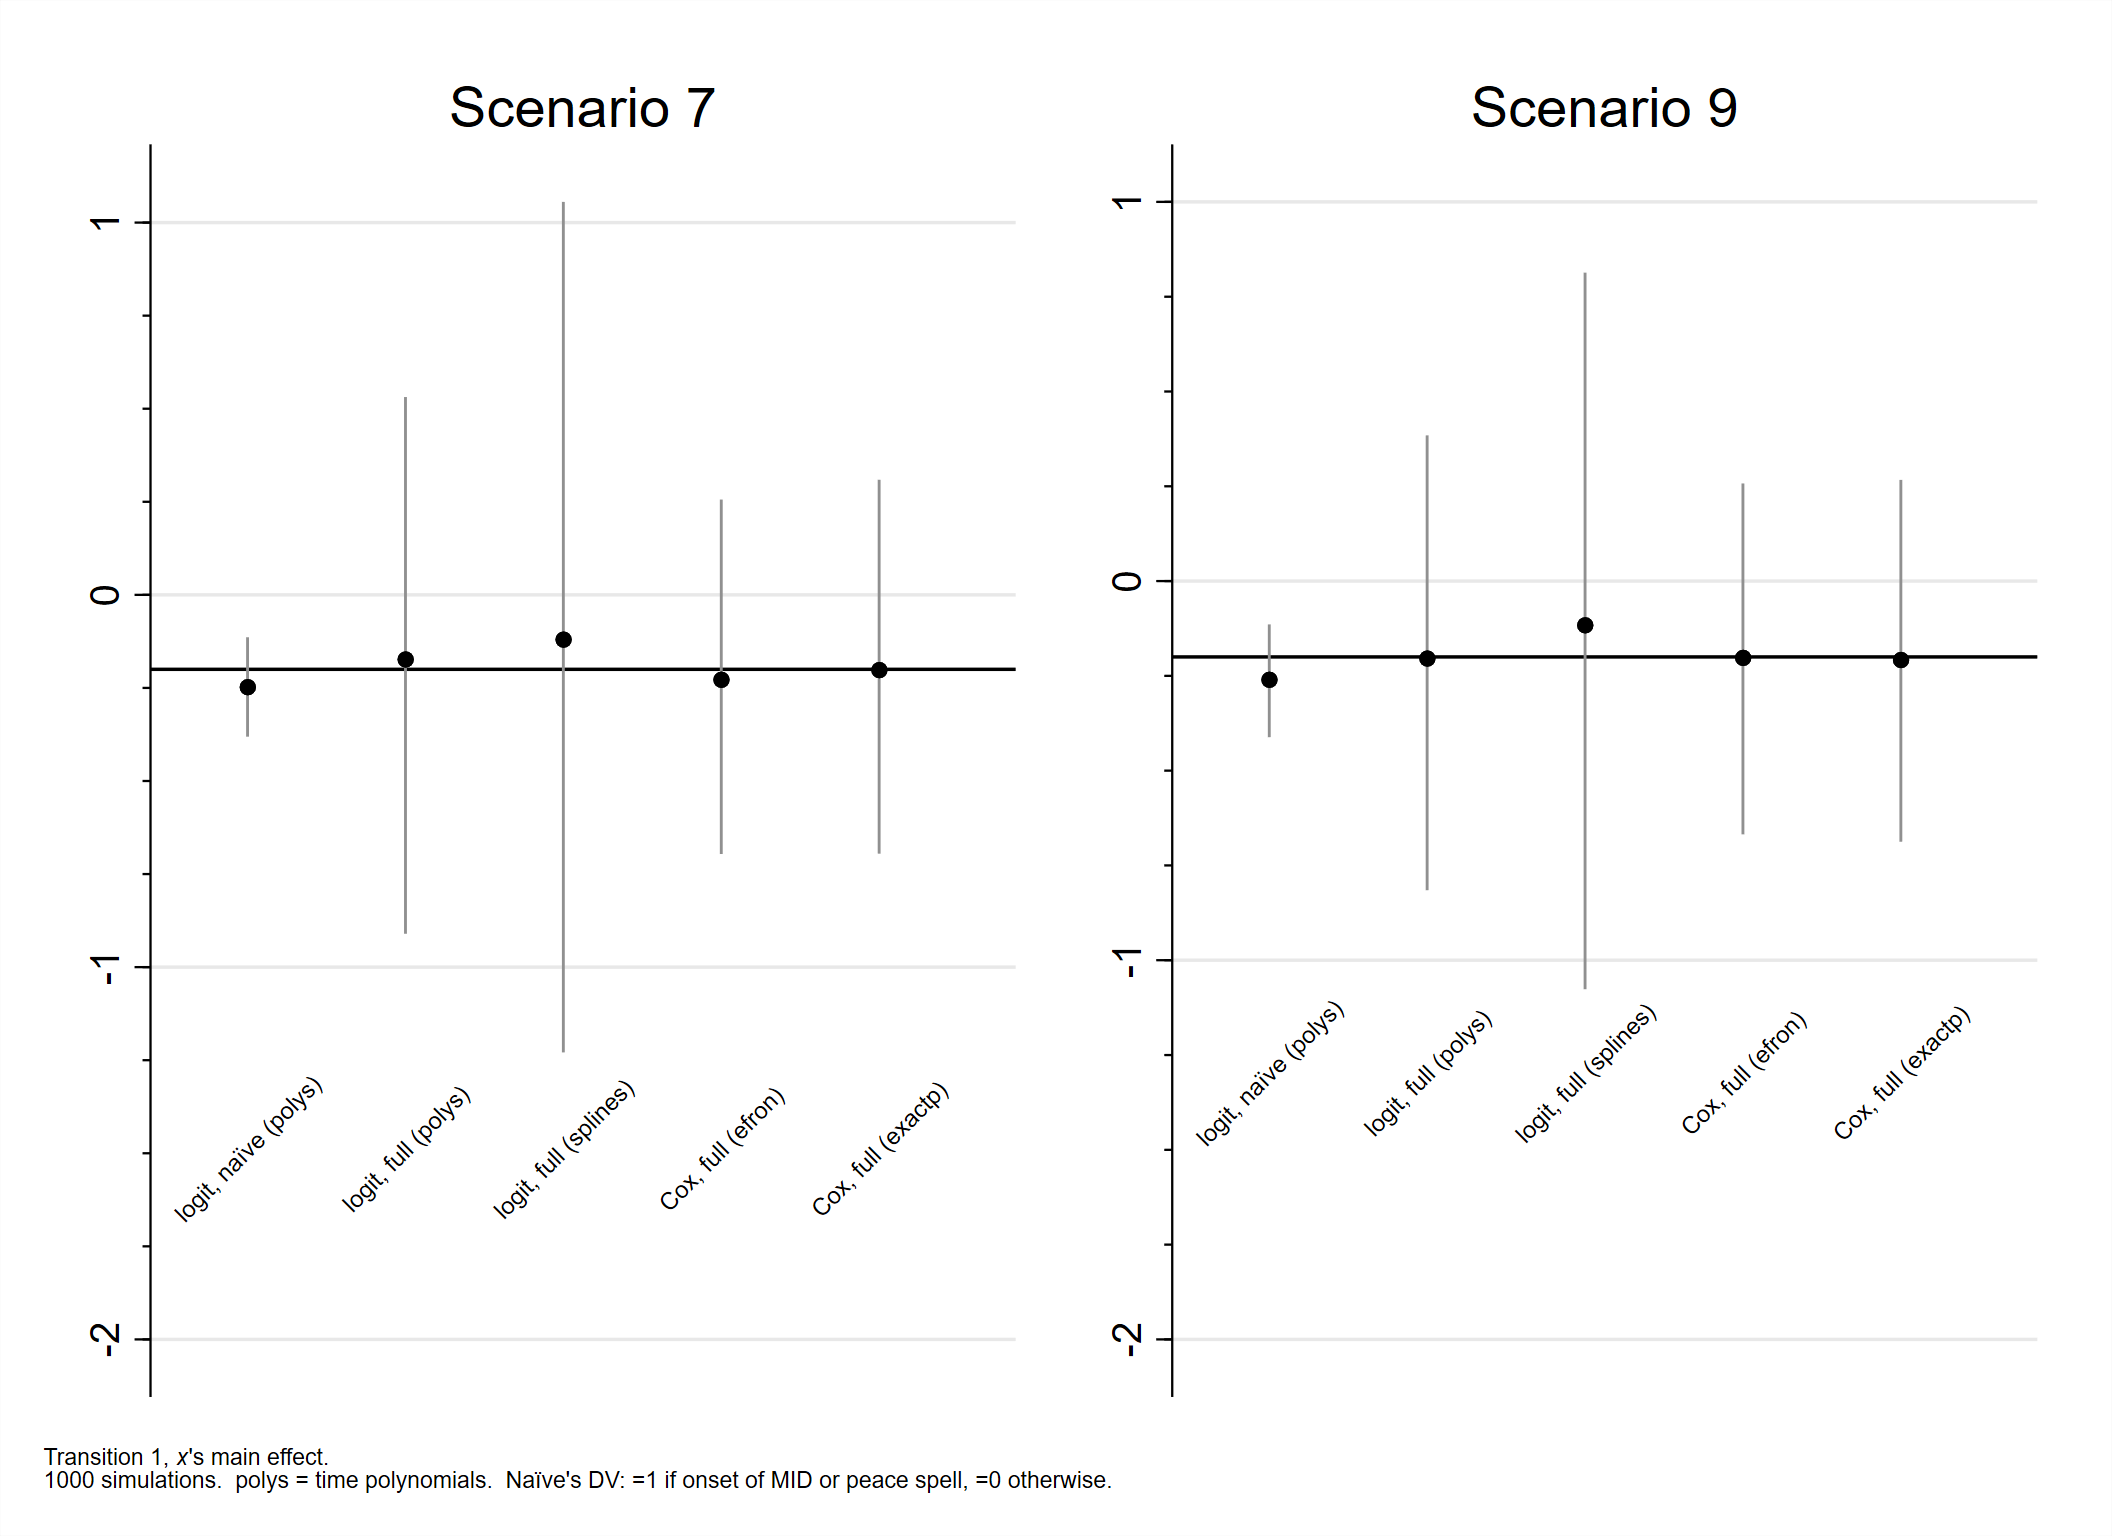 Scenario 7
1
0
-1
-2
logit, naïve (polys)
logit, full (polys)
logit, full (splines)
Cox, full (efron)
Cox, full (exactp)
Scenario 9
1
0
-1
-2
logit, naïve (polys)
logit, full (polys)
logit, full (splines)
Cox, full (efron)
Cox, full (exactp)
Transition 1, x's main effect.
1000 simulations.  polys = time polynomials.  Naïve's DV: =1 if onset of MID or peace spell, =0 otherwise.